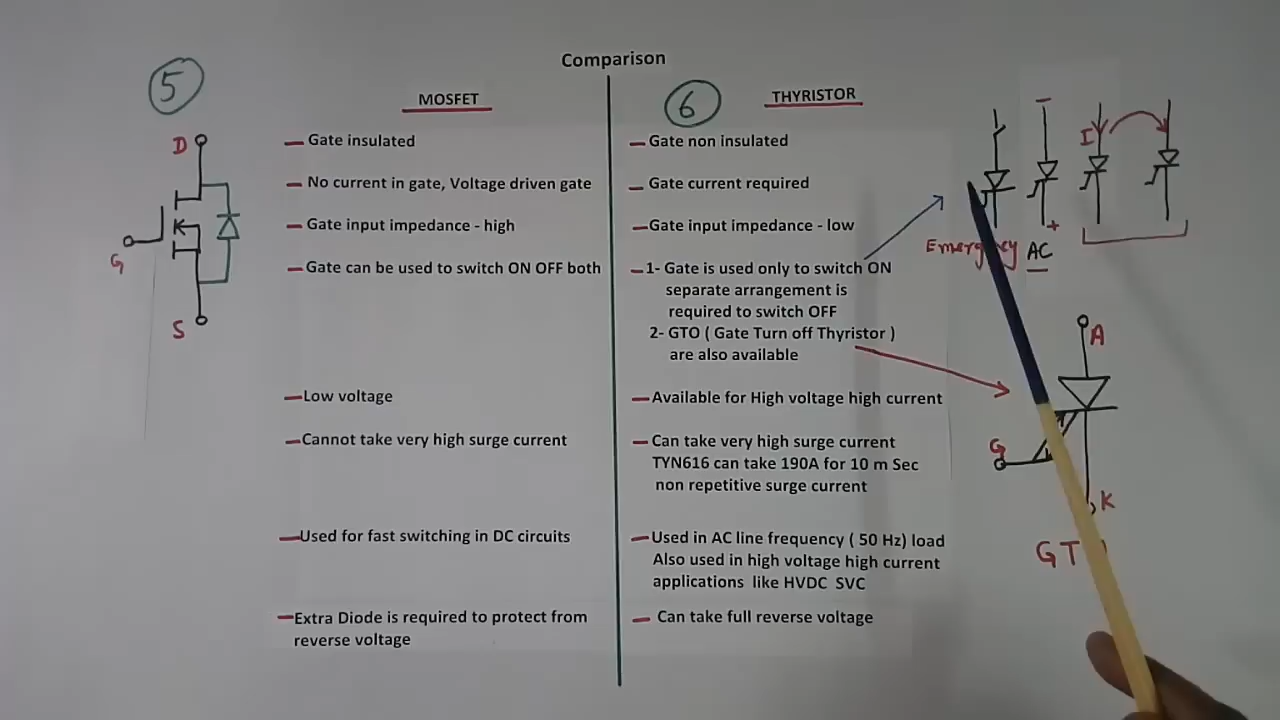 Comparison
5
MOSFET
6
THYRISTOR
D
G
S
Gate insulated
No current in gate, Voltage driven gate
Gate input impedance - high
Gate can be used to switch ON OFF both
Low voltage
Cannot take very high surge current
Used for fast switching in DC circuits
Extra Diode is required to protect from
reverse voltage
Gate non insulated
Gate current required
Gate input impedance - low
1- Gate is used only to switch ON
separate arrangement is
required to switch OFF
2- GTO ( Gate Turn off Thyristor )
are also available
Available for High voltage high current
Can take very high surge current
TYN616 can take 190A for 10 m Sec
non repetitive surge current
Used in AC line frequency ( 50 Hz) load
Also used in high voltage high current
applications like HVDC SVC
Can take full reverse voltage
-
I
+
Emergency AC
A
G
K
GT